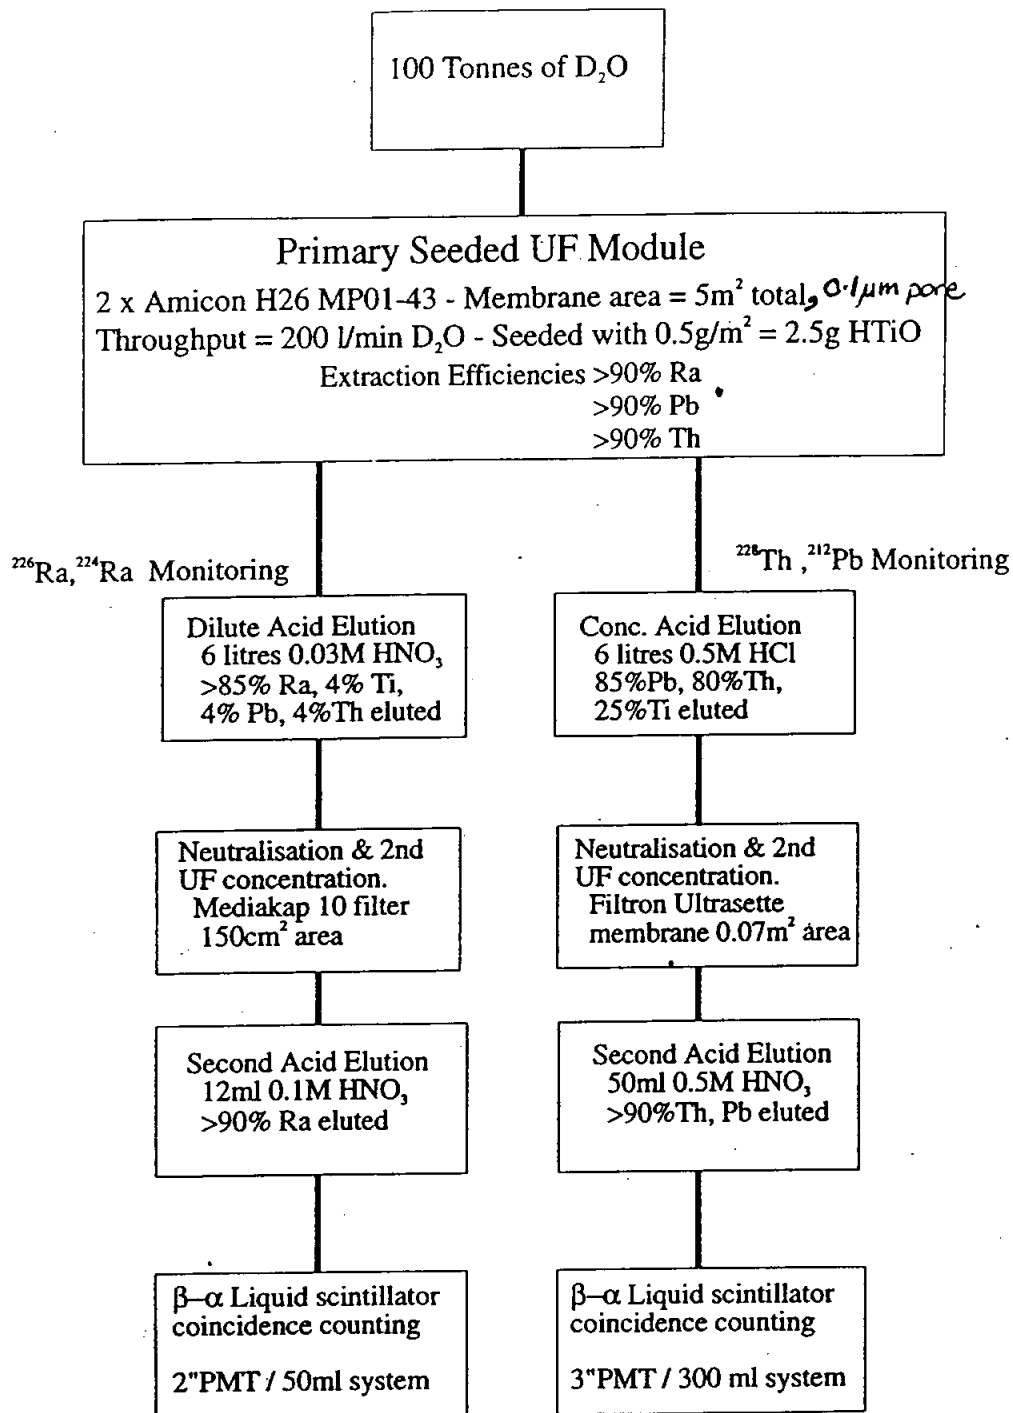 100 Tonnes of D₂O
Primary Seeded UF Module
2 x Amicon H26 MP01-43 - Membrane area = 5m² total, 0.1μm pore
Throughput = 200 l/min D₂O - Seeded with 0.5g/m² = 2.5g HTiO
Extraction Efficiencies >90% Ra
>90% Pb
>90% Th
²²⁶Ra,²²⁴Ra Monitoring
Dilute Acid Elution
6 litres 0.03M HNO₃
>85% Ra, 4% Ti,
4% Pb, 4%Th eluted
Neutralisation & 2nd
UF concentration.
Mediakap 10 filter
150cm² area
Second Acid Elution
12ml 0.1M HNO₃
>90% Ra eluted
β–α Liquid scintillator
coincidence counting
2"PMT / 50ml system
²²⁸Th ,²¹²Pb Monitoring
Conc. Acid Elution
6 litres 0.5M HCl
85%Pb, 80%Th,
25%Ti eluted
Neutralisation & 2nd
UF concentration.
Filtron Ultrasette
membrane 0.07m² area
Second Acid Elution
50ml 0.5M HNO₃
>90%Th, Pb eluted
β–α Liquid scintillator
coincidence counting
3"PMT / 300 ml system